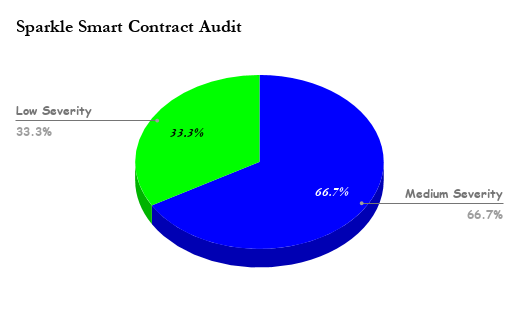 Sparkle Smart Contract Audit
Low Severity
33.3%
33.3%
66.7%
Medium Severity
66.7%